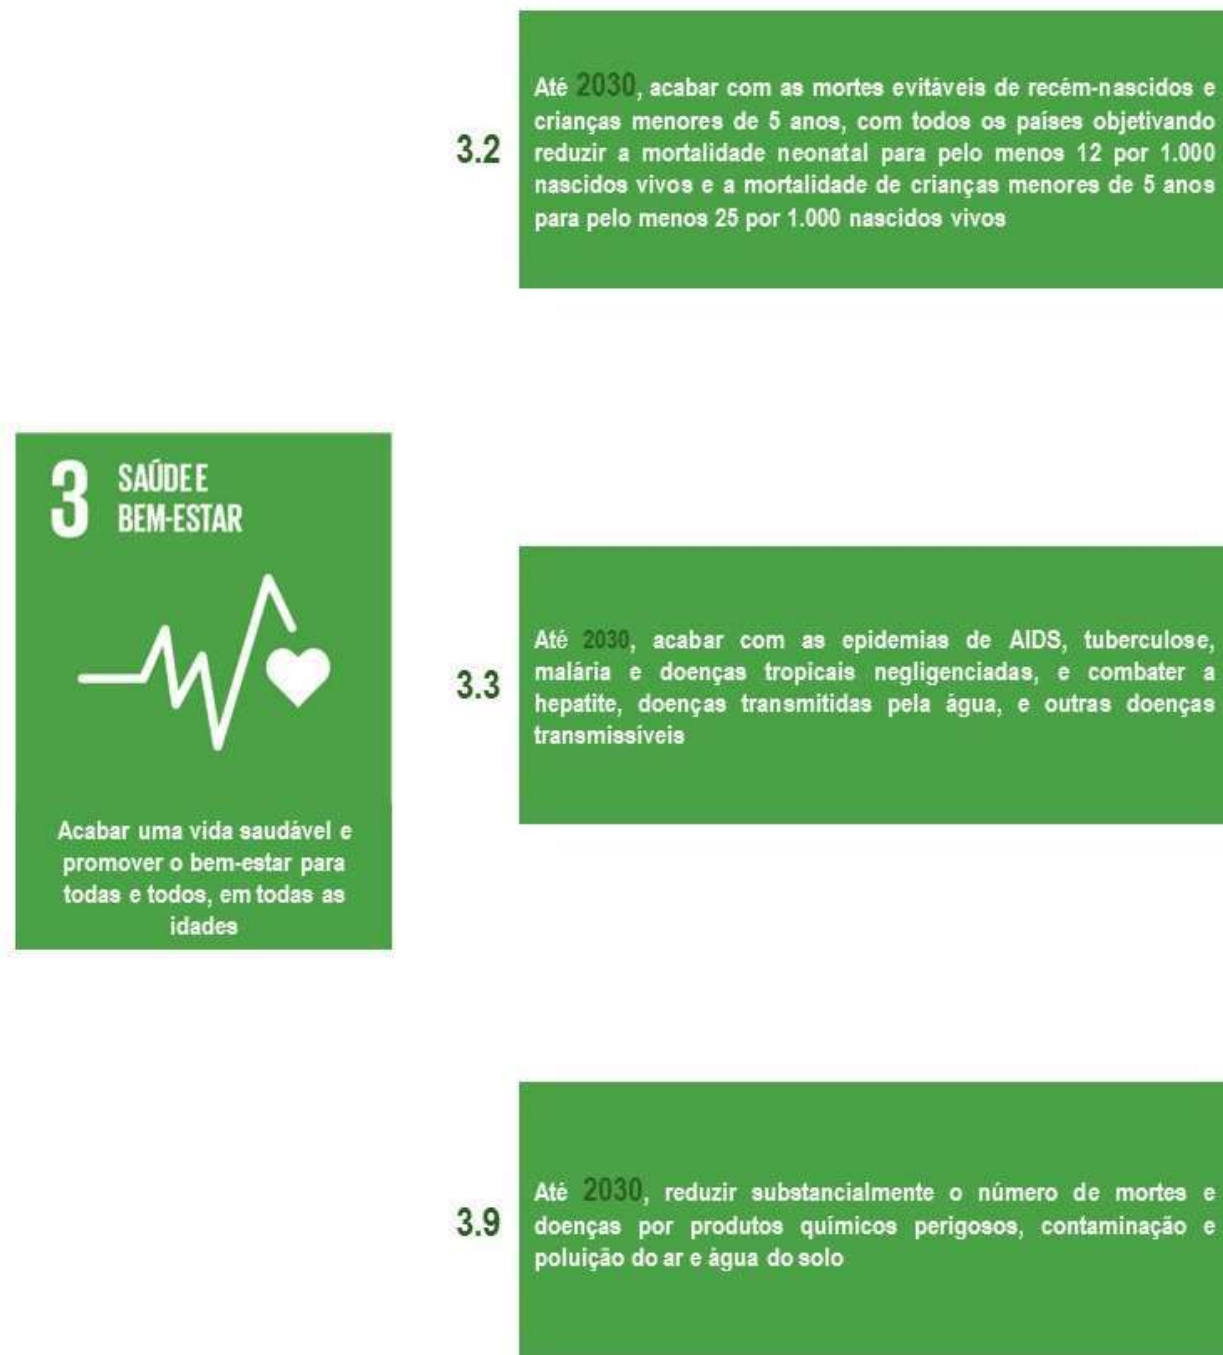 3.2
Até 2030, acabar com as mortes evitáveis de recém-nascidos e
crianças menores de 5 anos, com todos os países objetivando
reduzir a mortalidade neonatal para pelo menos 12 por 1.000
nascidos vivos e a mortalidade de crianças menores de 5 anos
para pelo menos 25 por 1.000 nascidos vivos
3 SAÚDE E
BEM-ESTAR
Acabar uma vida saudável e
promover o bem-estar para
todas e todos, em todas as
idades
3.3
Até 2030, acabar com as epidemias de AIDS, tuberculose,
malária e doenças tropicais negligenciadas, e combater a
hepatite, doenças transmitidas pela água, e outras doenças
transmissíveis
3.9
Até 2030, reduzir substancialmente o número de mortes e
doenças por produtos químicos perigosos, contaminação e
poluição do ar e água do solo